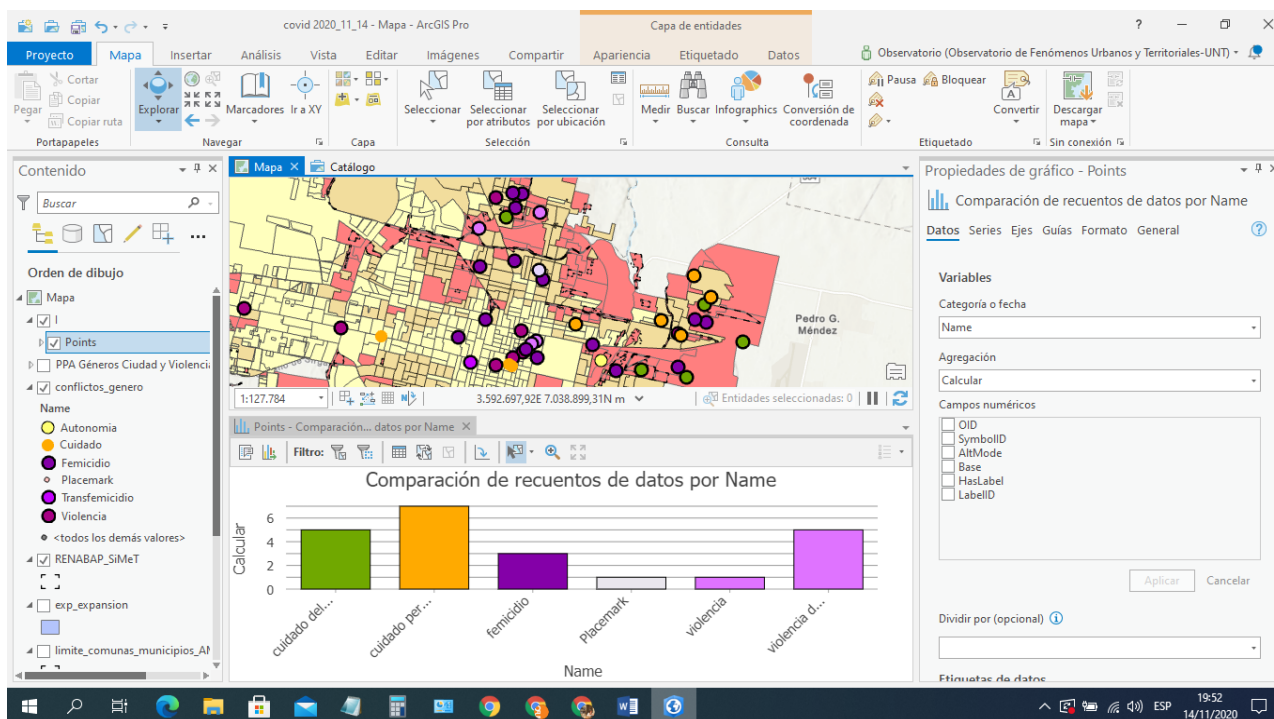 covid 2020_11_14 - Mapa - ArcGIS Pro
Capa de entidades
?
Proyecto Mapa Insertar Análisis Vista Editar Imágenes Compartir Apariencia Etiquetado Datos
Observatorio (Observatorio de Fenómenos Urbanos y Territoriales-UNT)
Pegar
Cortar
Copiar
Copiar ruta
Portapapeles
Explorar
Marcadores
Ir a XY
Navegar
Capa
Seleccionar
Seleccionar por atributos
Seleccionar por ubicación
Selección
Medir
Buscar
Infographics
Conversión de coordenada
Consulta
Pausa
Bloquear
Convertir
Etiquetado
Descargar mapa
Sin conexión
Contenido
Buscar
Orden de dibujo
Mapa
l
Points
PPA Géneros Ciudad y Violencia
conflictos_genero
Name
Autonomia
Cuidado
Femicidio
Placemark
Transfemicidio
Violencia
<todos los demás valores>
RENABAP_SiMeT
exp_expansion
limite_comunas_municipios_AM
Mapa
Catálogo
Pedro G.
Méndez
1:127.784
3.592.697,92E 7.038.899,31N m
Entidades seleccionadas: 0
Points - Comparación... datos por Name
Filtro:
Comparación de recuentos de datos por Name
Calcular
6
4
2
0
cuidado del...
cuidado per...
femicidio
Placemark
violencia
violencia d...
Name
Propiedades de gráfico - Points
Comparación de recuentos de datos por Name
Datos Series Ejes Guías Formato General
Variables
Categoría o fecha
Name
Agregación
Calcular
Campos numéricos
OID
SymbolID
AltMode
Base
HasLabel
LabelID
Aplicar
Cancelar
Dividir por (opcional)
Etiquetas de datos
ESP
19:52
14/11/2020